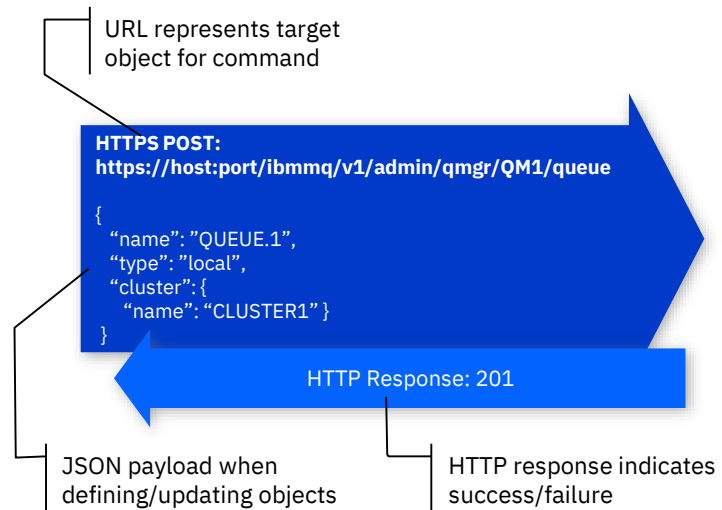 URL represents target
object for command
HTTPS POST:
https://host:port/ibmmq/v1/admin/qmgr/QM1/queue
{
“name”: ”QUEUE.1”,
“type”: ”local”,
“cluster”: {
“name”: “CLUSTER1” }
}
HTTP Response: 201
JSON payload when
defining/updating objects
HTTP response indicates
success/failure